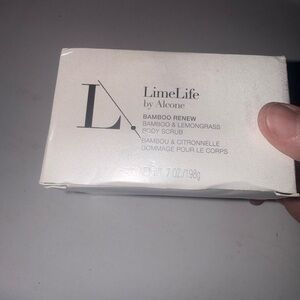 L.
LimeLife
by Alcone
BAMBOO RENEW
BAMBOO & LEMONGRASS
BODY SCRUB
BAMBOU & CITRONNELLE
GOMMAGE POUR LE CORPS
7 OZ/198g